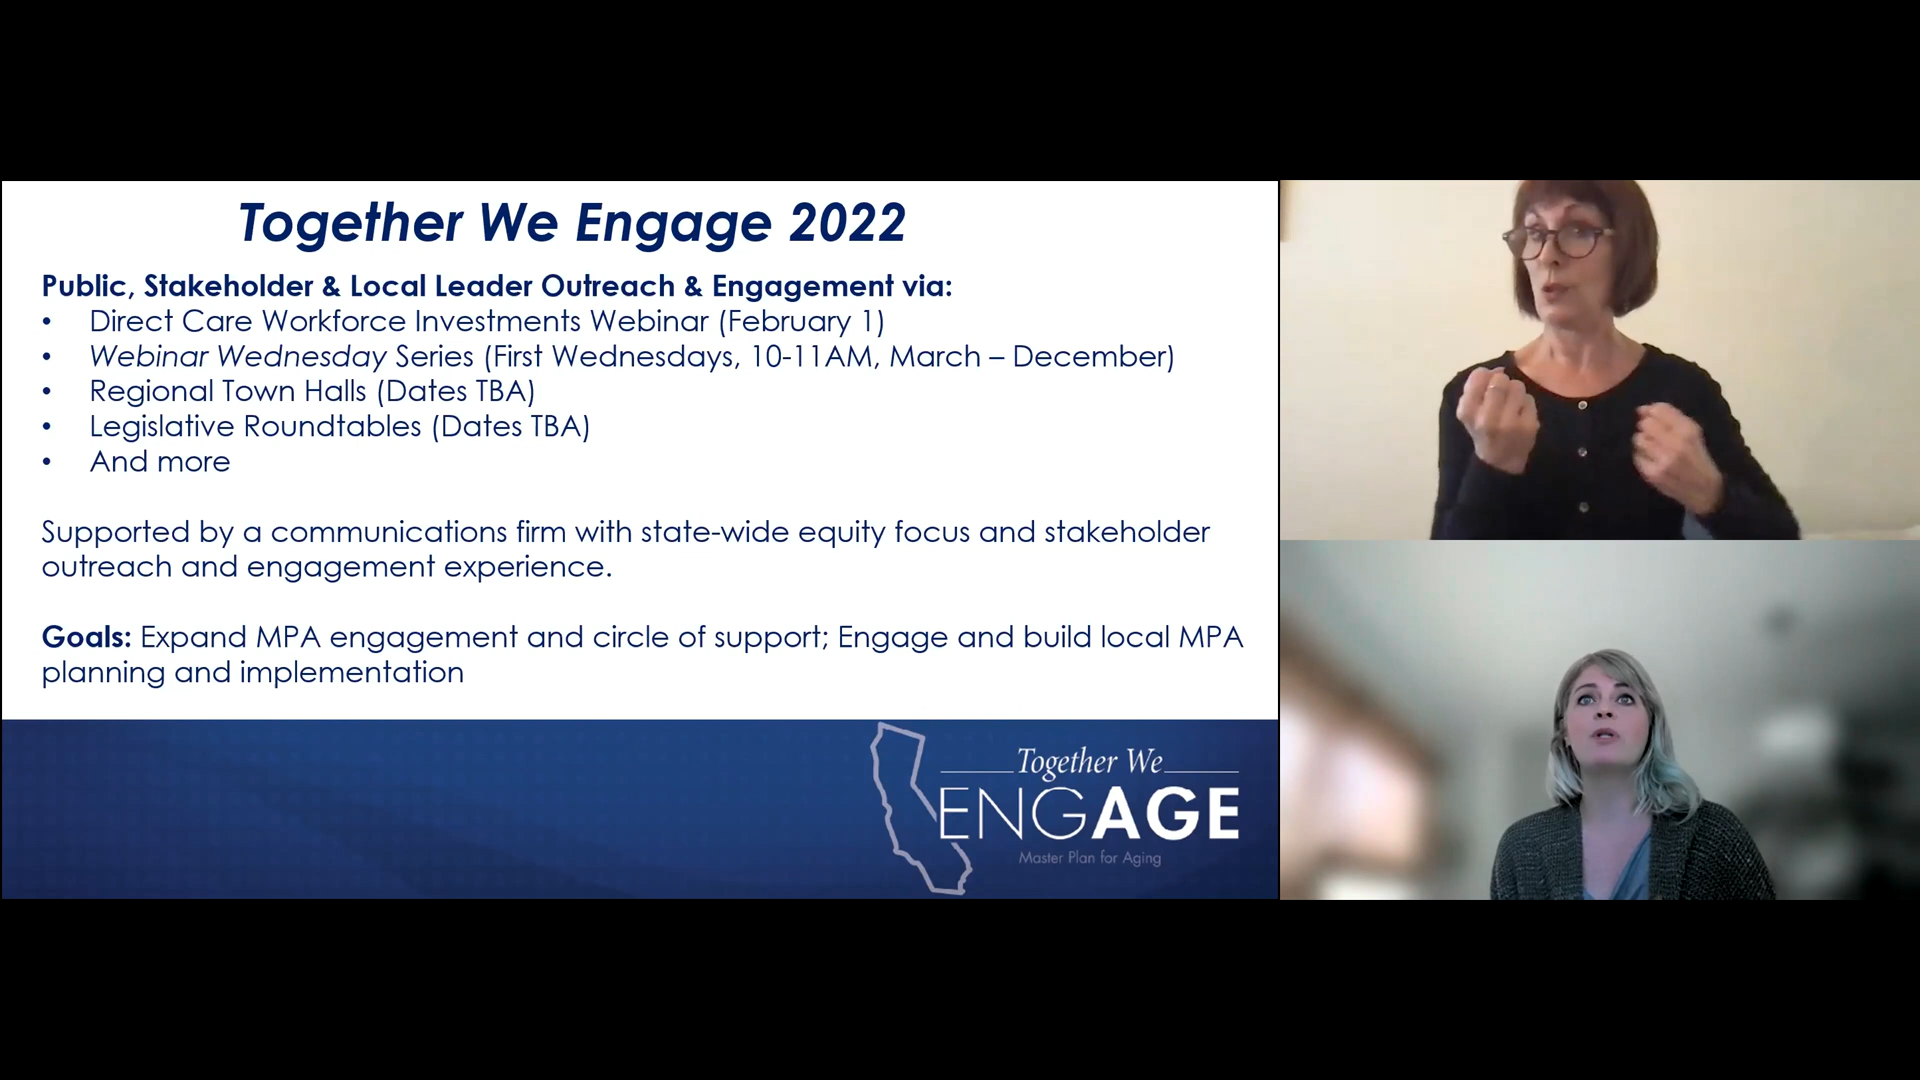 Together We Engage 2022
Public, Stakeholder & Local Leader Outreach & Engagement via:
• Direct Care Workforce Investments Webinar (February 1)
• Webinar Wednesday Series (First Wednesdays, 10-11AM, March – December)
• Regional Town Halls (Dates TBA)
• Legislative Roundtables (Dates TBA)
• And more
Supported by a communications firm with state-wide equity focus and stakeholder
outreach and engagement experience.
Goals: Expand MPA engagement and circle of support; Engage and build local MPA
planning and implementation
Together We
ENGAGE
Master Plan for Aging